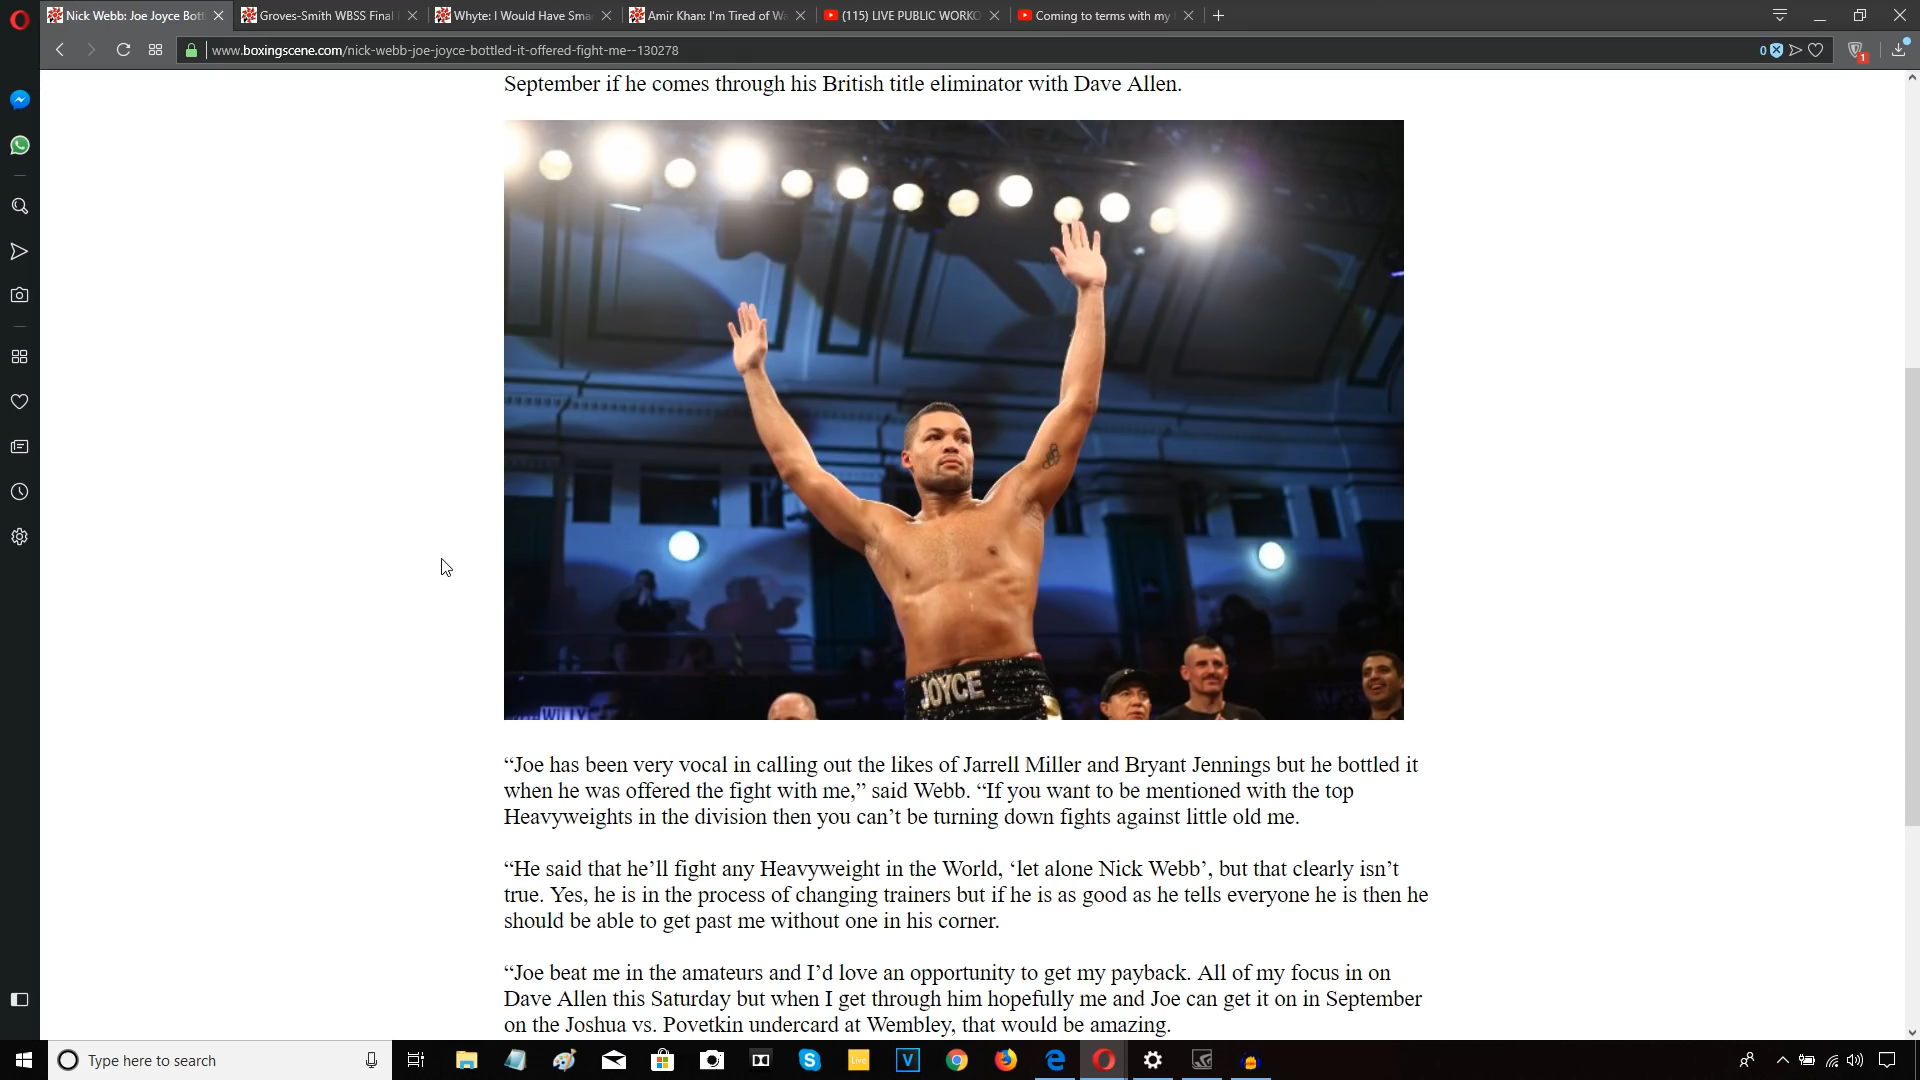 Nick Webb: Joe Joyce Bott
Groves-Smith WBSS Final
Whyte: I Would Have Sma
Amir Khan: I'm Tired of Wa
(115) LIVE PUBLIC WORKO
Coming to terms with my
www.boxingscene.com/nick-webb-joe-joyce-bottled-it-offered-fight-me--130278
0
1
September if he comes through his British title eliminator with Dave Allen.
JOYCE
WILLY
“Joe has been very vocal in calling out the likes of Jarrell Miller and Bryant Jennings but he bottled it
when he was offered the fight with me,” said Webb. “If you want to be mentioned with the top
Heavyweights in the division then you can’t be turning down fights against little old me.
“He said that he’ll fight any Heavyweight in the World, ‘let alone Nick Webb’, but that clearly isn’t
true. Yes, he is in the process of changing trainers but if he is as good as he tells everyone he is then he
should be able to get past me without one in his corner.
“Joe beat me in the amateurs and I’d love an opportunity to get my payback. All of my focus in on
Dave Allen this Saturday but when I get through him hopefully me and Joe can get it on in September
on the Joshua vs. Povetkin undercard at Wembley, that would be amazing.
Type here to search
Live
V